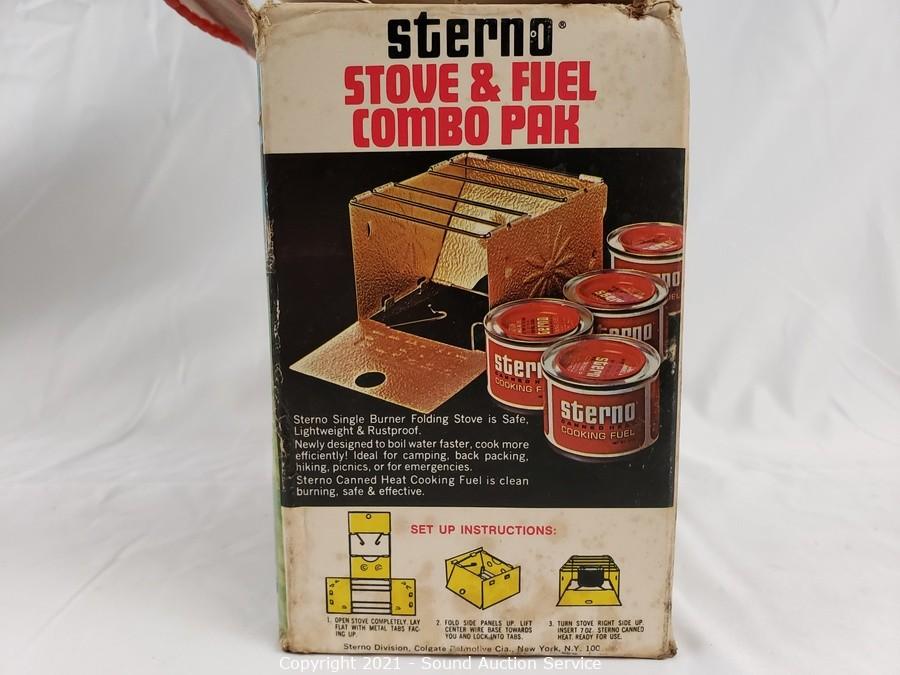 sterno®
STOVE & FUEL
COMBO PAK
sterno
COOKING FUEL
sterno
CANNED HEAT
COOKING FUEL
Sterno Single Burner Folding Stove is Safe,
Lightweight & Rustproof.
Newly designed to boil water faster, cook more
efficiently! Ideal for camping, back packing,
hiking, picnics, or for emergencies.
Sterno Canned Heat Cooking Fuel is clean
burning, safe & effective.
SET UP INSTRUCTIONS:
1. OPEN STOVE COMPLETELY, LAY
FLAT WITH METAL TABS FAC-
ING UP.
2. FOLD SIDE PANELS UP. LIFT
CENTER WIRE BASE TOWARDS
YOU AND LOCK INTO TABS.
3. TURN STOVE RIGHT SIDE UP.
INSERT 7 OZ. STERNO CANNED
HEAT. READY FOR USE.
Sterno Division, Colgate Palmolive Cia., New York, N.Y. 100
Copyright 2021 - Sound Auction Service